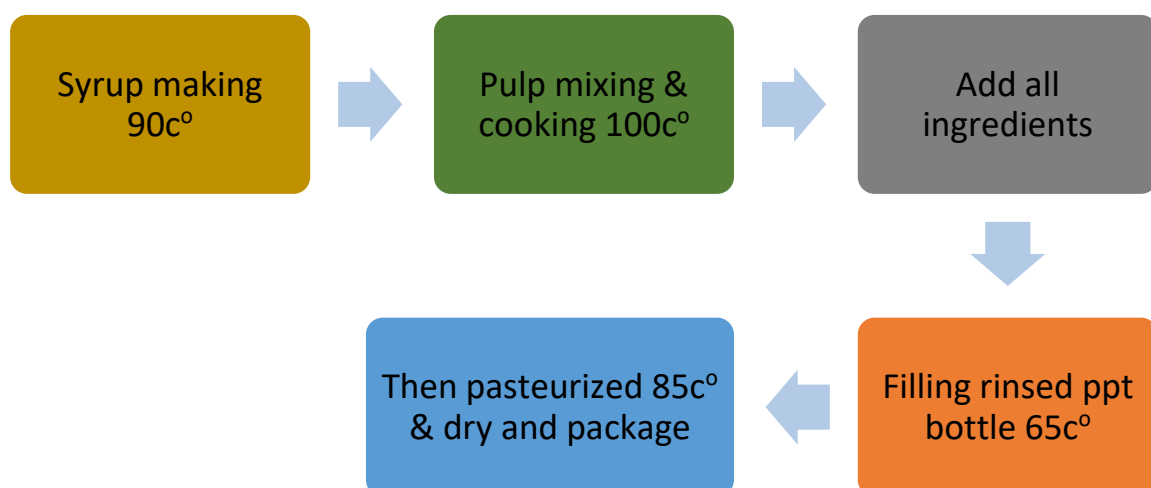 Syrup making
90cº
Pulp mixing &
cooking 100cº
Add all
ingredients
Filling rinsed ppt
bottle 65cº
Then pasteurized 85cº
& dry and package